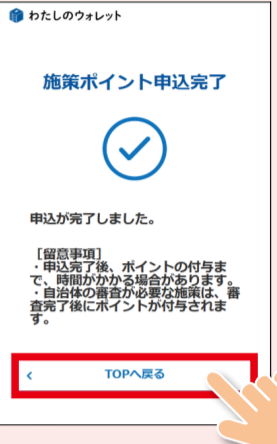 わたしのウォレット
施策ポイント申込完了
申込が完了しました。
［留意事項］
・申込完了後、ポイントの付与ま
で、時間がかかる場合があります。
・自治体の審査が必要な施策は、審
査完了後にポイントが付与されま
す。
< TOPへ戻る